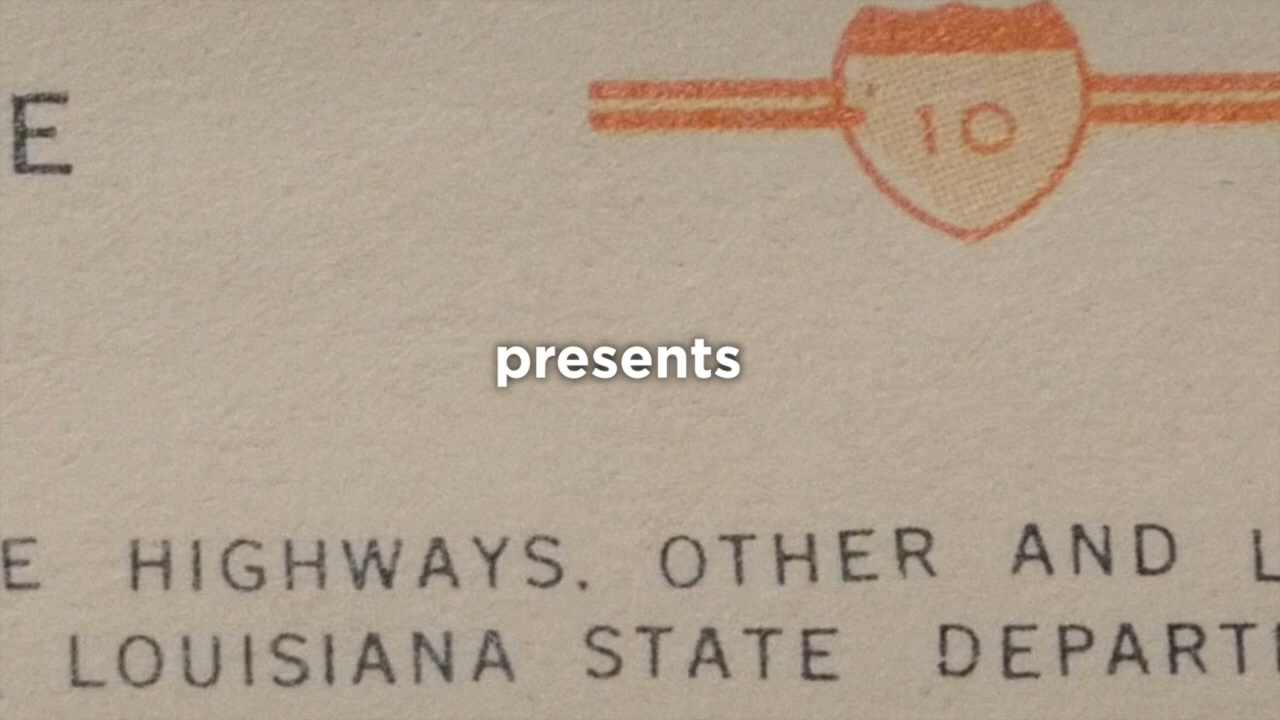 E
10
presents
E HIGHWAYS. OTHER AND L
LOUISIANA STATE DEPART